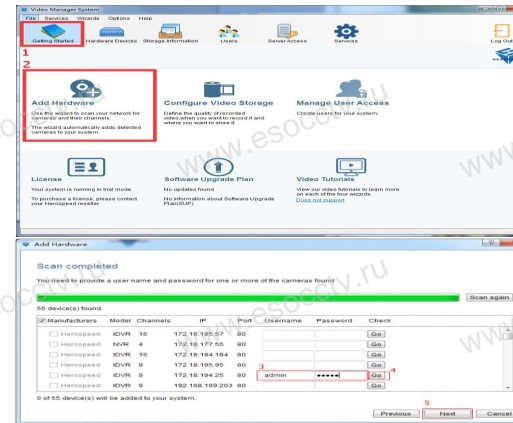 Video Manager System
File Services Wizards Options Help
Getting Started Hardware Devices Storage Information Users Server Access Services Log Out
1
2
Add Hardware
Use the wizard to scan your network for cameras and their channels.
The wizard automatically adds detected cameras to your system.
Configure Video Storage
Define the quality of recorded video,when you want to record it and where you want to store it.
Manage User Access
Create users for your system.
License
Your system is running in trial mode.
To purchase a license, please contact your Herospeed reseller.
Software Upgrade Plan
No updates found.
No information about Software Upgrade Plan(SUP)
Video Tutorials
View our video tutorials to learn more on each of the four wizards.
Does not support
www.esocctv.ru
Add Hardware
Scan completed
You need to provide a user name and password for one or more of the cameras found
Scan again
55 device(s) found.
Manufacturers Model Channels IP Port Username Password Check
Herospeed IDVR 16 172.18.195.57 80 Go
Herospeed NVR 4 172.18.177.55 80 Go
Herospeed IDVR 16 172.18.194.184 80 Go
Herospeed IDVR 9 172.18.195.95 80 Go
3
Herospeed IDVR 9 172.18.194.25 80 admin ••••• Go 4
Herospeed IDVR 9 192.168.199.203 80 Go
0 of 55 device(s) will be added to your system.
5
Previous Next Cancel